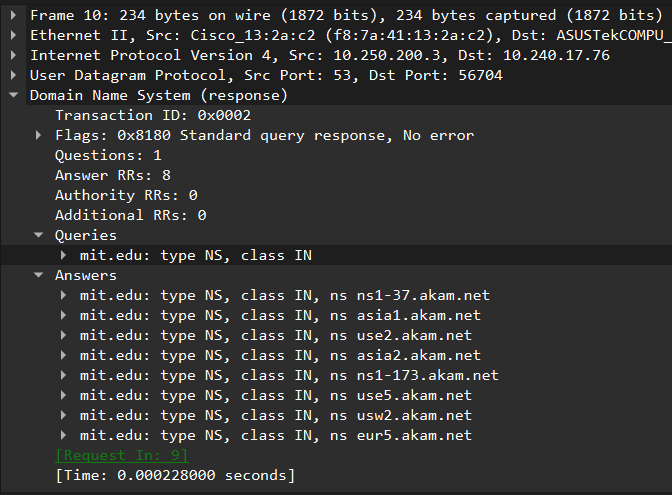 Frame 10: 234 bytes on wire (1872 bits), 234 bytes captured (1872 bits)
Ethernet II, Src: Cisco_13:2a:c2 (f8:7a:41:13:2a:c2), Dst: ASUSTekCOMPU_
Internet Protocol Version 4, Src: 10.250.200.3, Dst: 10.240.17.76
User Datagram Protocol, Src Port: 53, Dst Port: 56704
Domain Name System (response)
Transaction ID: 0x0002
Flags: 0x8180 Standard query response, No error
Questions: 1
Answer RRs: 8
Authority RRs: 0
Additional RRs: 0
Queries
mit.edu: type NS, class IN
Answers
mit.edu: type NS, class IN, ns ns1-37.akam.net
mit.edu: type NS, class IN, ns asia1.akam.net
mit.edu: type NS, class IN, ns use2.akam.net
mit.edu: type NS, class IN, ns asia2.akam.net
mit.edu: type NS, class IN, ns ns1-173.akam.net
mit.edu: type NS, class IN, ns use5.akam.net
mit.edu: type NS, class IN, ns usw2.akam.net
mit.edu: type NS, class IN, ns eur5.akam.net
[Request In: 9]
[Time: 0.000228000 seconds]